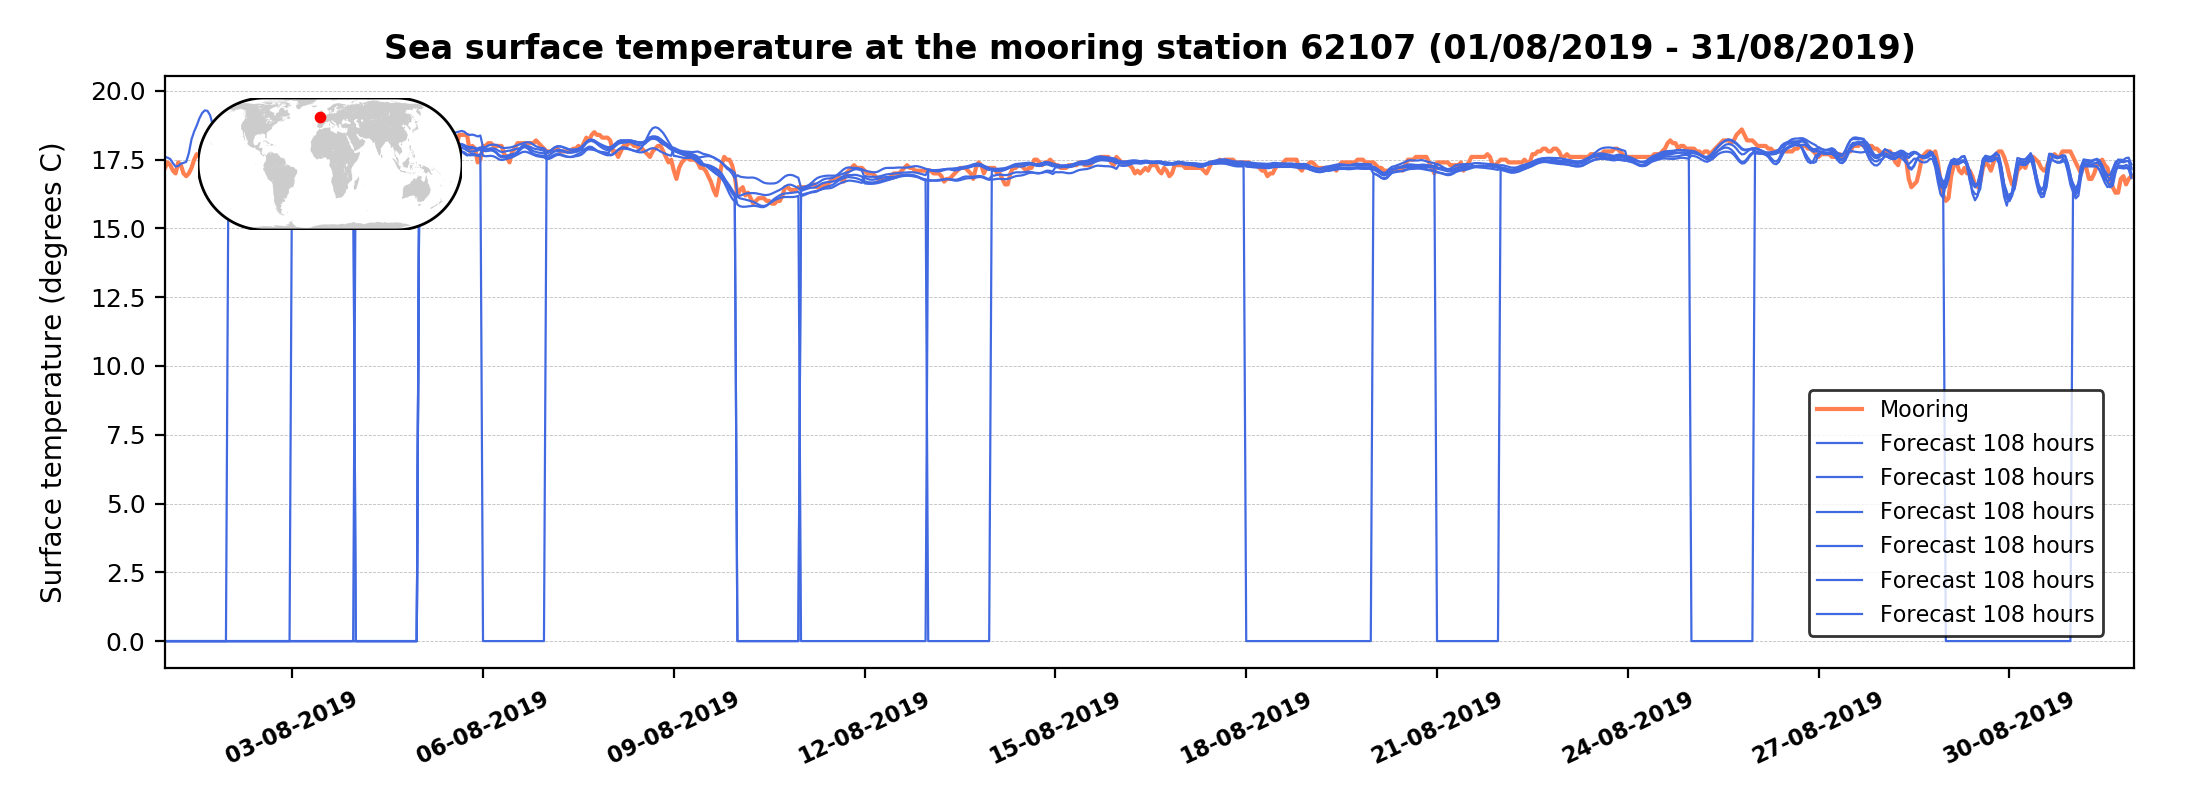 Sea surface temperature at the mooring station 62107 (01/08/2019 - 31/08/2019)
Surface temperature (degrees C)
20.0
17.5
15.0
12.5
10.0
7.5
5.0
2.5
0.0
Mooring
Forecast 108 hours
Forecast 108 hours
Forecast 108 hours
Forecast 108 hours
Forecast 108 hours
Forecast 108 hours
03-08-2019
06-08-2019
09-08-2019
12-08-2019
15-08-2019
18-08-2019
21-08-2019
24-08-2019
27-08-2019
30-08-2019